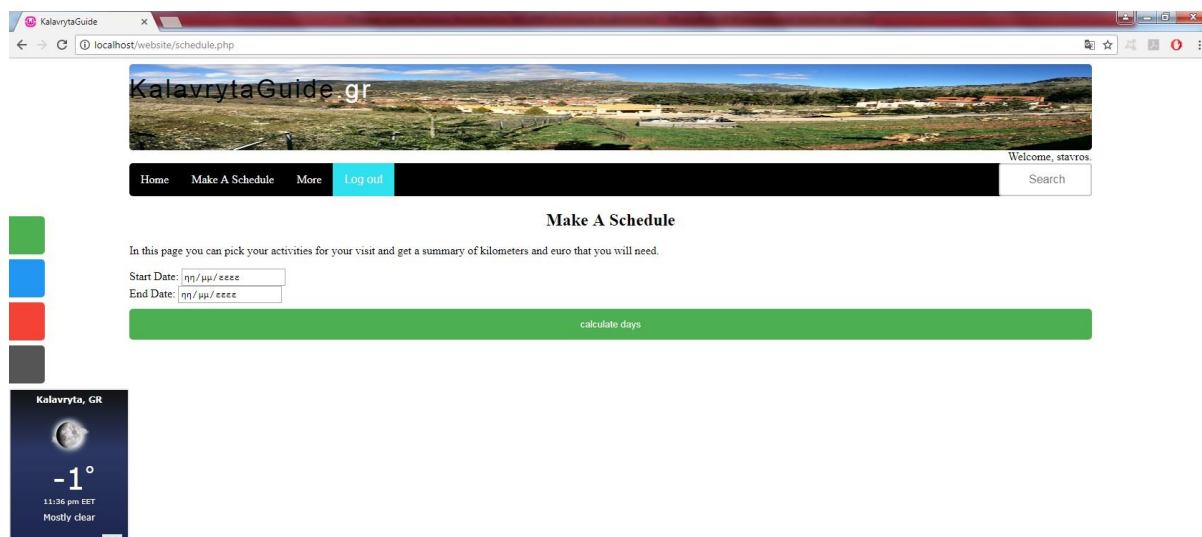 KalavrytaGuide
localhost/website/schedule.php
KalavrytaGuide.gr
Welcome, stavros.
Home Make A Schedule More Log out Search
Make A Schedule
In this page you can pick your activities for your visit and get a summary of kilometers and euro that you will need.
Start Date: ηη/μμ/εεεε
End Date: ηη/μμ/εεεε
calculate days
Kalavryta, GR
-1°
11:36 pm EET
Mostly clear